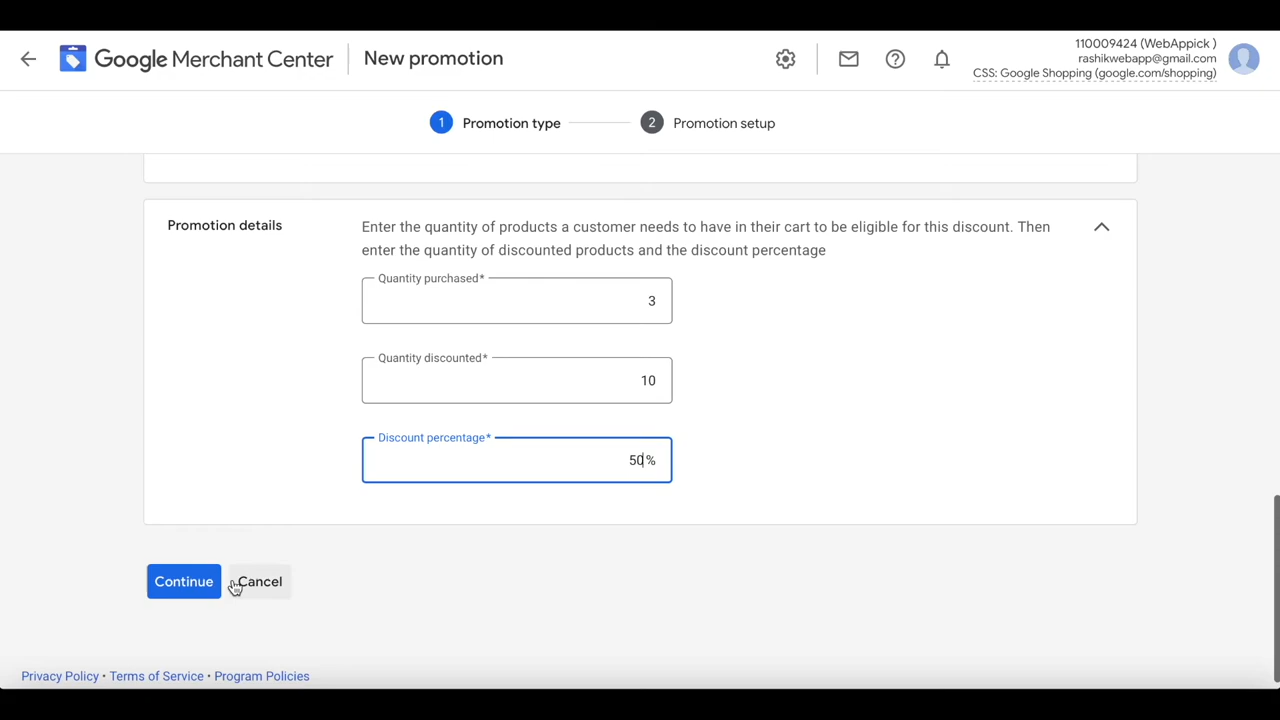 Google Merchant Center
New promotion
110009424 (WebAppick )
rashikwebapp@gmail.com
CSS: Google Shopping (google.com/shopping)
1 Promotion type
2 Promotion setup
Promotion details
Enter the quantity of products a customer needs to have in their cart to be eligible for this discount. Then
enter the quantity of discounted products and the discount percentage
Quantity purchased*
3
Quantity discounted*
10
Discount percentage*
50%
Continue
Cancel
Privacy Policy • Terms of Service • Program Policies